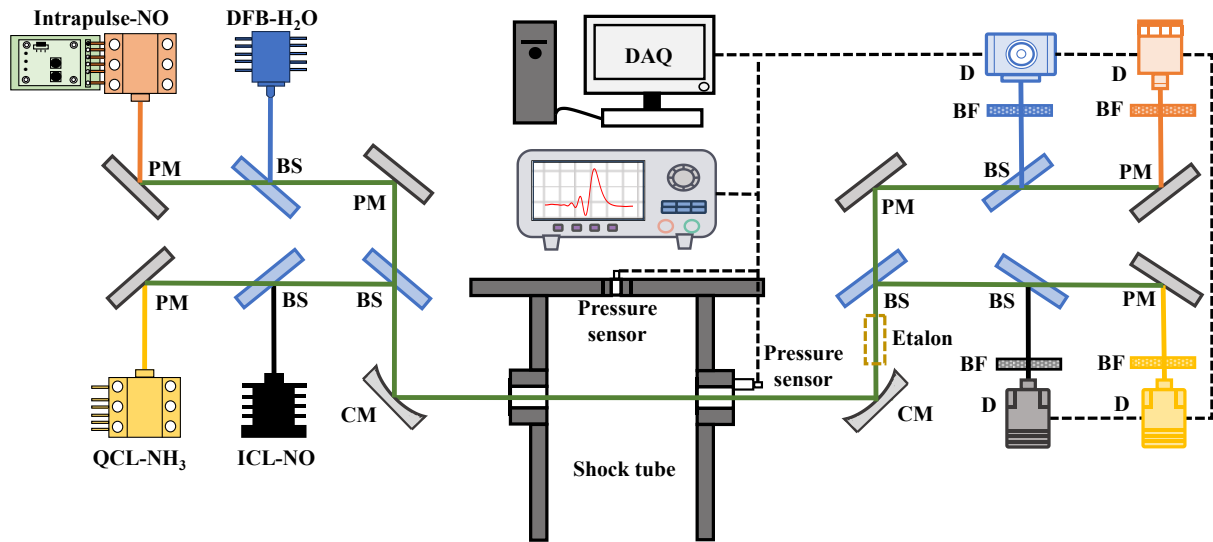 Intrapulse-NO
DFB-H₂O
DAQ
D
D
BF
BF
PM
BS
PM
BS
PM
PM
PM
BS
BS
BS
BS
PM
Pressure
sensor
Etalon
Pressure
sensor
BF
BF
CM
CM
D
D
QCL-NH₃
ICL-NO
Shock tube